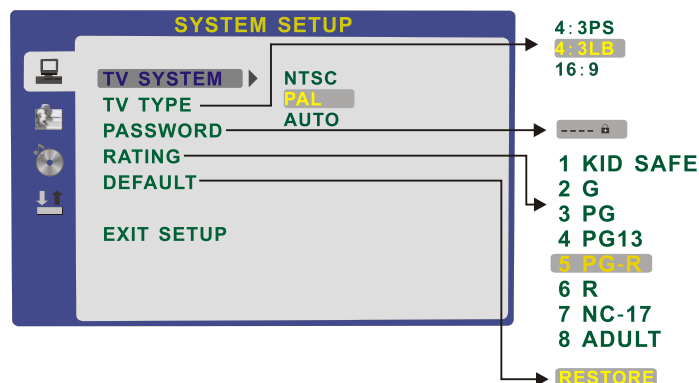 SYSTEM SETUP
TV SYSTEM
TV TYPE
PASSWORD
RATING
DEFAULT
EXIT SETUP
NTSC
PAL
AUTO
4:3PS
4:3LB
16:9
----
1 KID SAFE
2 G
3 PG
4 PG13
5 PG-R
6 R
7 NC-17
8 ADULT
RESTORE